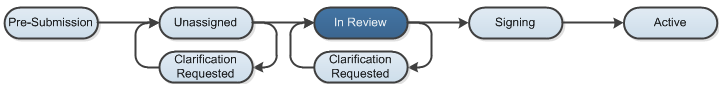 Pre-Submission
Unassigned
In Review
Signing
Active
Clarification
Requested
Clarification
Requested